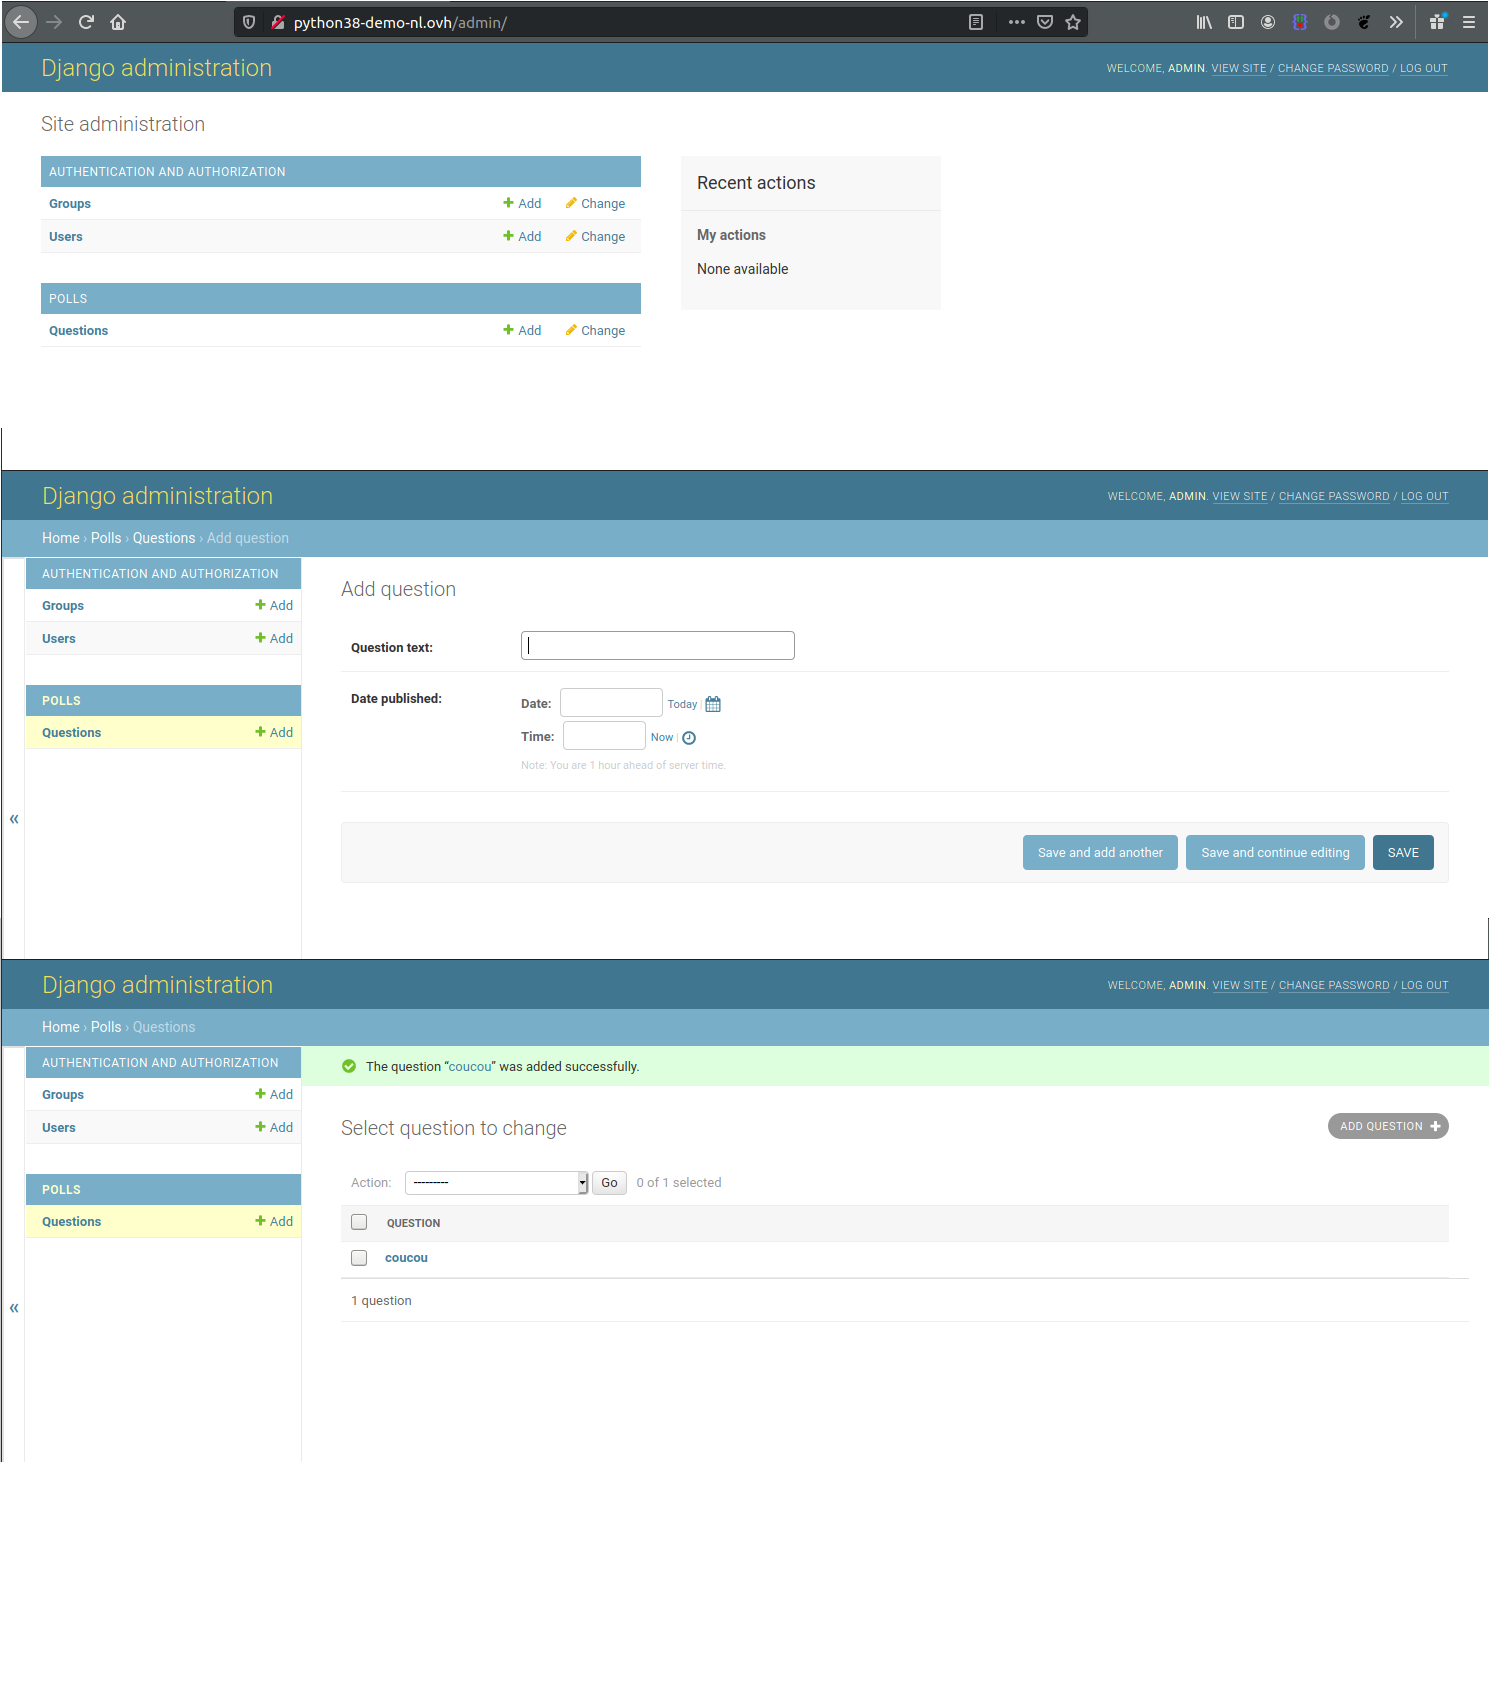 python38-demo-nl.ovh/admin/
Django administration
WELCOME, ADMIN. VIEW SITE / CHANGE PASSWORD / LOG OUT
Site administration
AUTHENTICATION AND AUTHORIZATION
Groups Add Change
Users Add Change
POLLS
Questions Add Change
Recent actions
My actions
None available
Django administration
WELCOME, ADMIN. VIEW SITE / CHANGE PASSWORD / LOG OUT
Home › Polls › Questions › Add question
AUTHENTICATION AND AUTHORIZATION
Groups Add
Users Add
POLLS
Questions Add
«
Add question
Question text:
Date published:
Date: Today |
Time: Now |
Note: You are 1 hour ahead of server time.
Save and add another Save and continue editing SAVE
Django administration
WELCOME, ADMIN. VIEW SITE / CHANGE PASSWORD / LOG OUT
Home › Polls › Questions
AUTHENTICATION AND AUTHORIZATION
Groups Add
Users Add
POLLS
Questions Add
«
The question “coucou” was added successfully.
Select question to change
ADD QUESTION
Action: --------- Go 0 of 1 selected
QUESTION
coucou
1 question